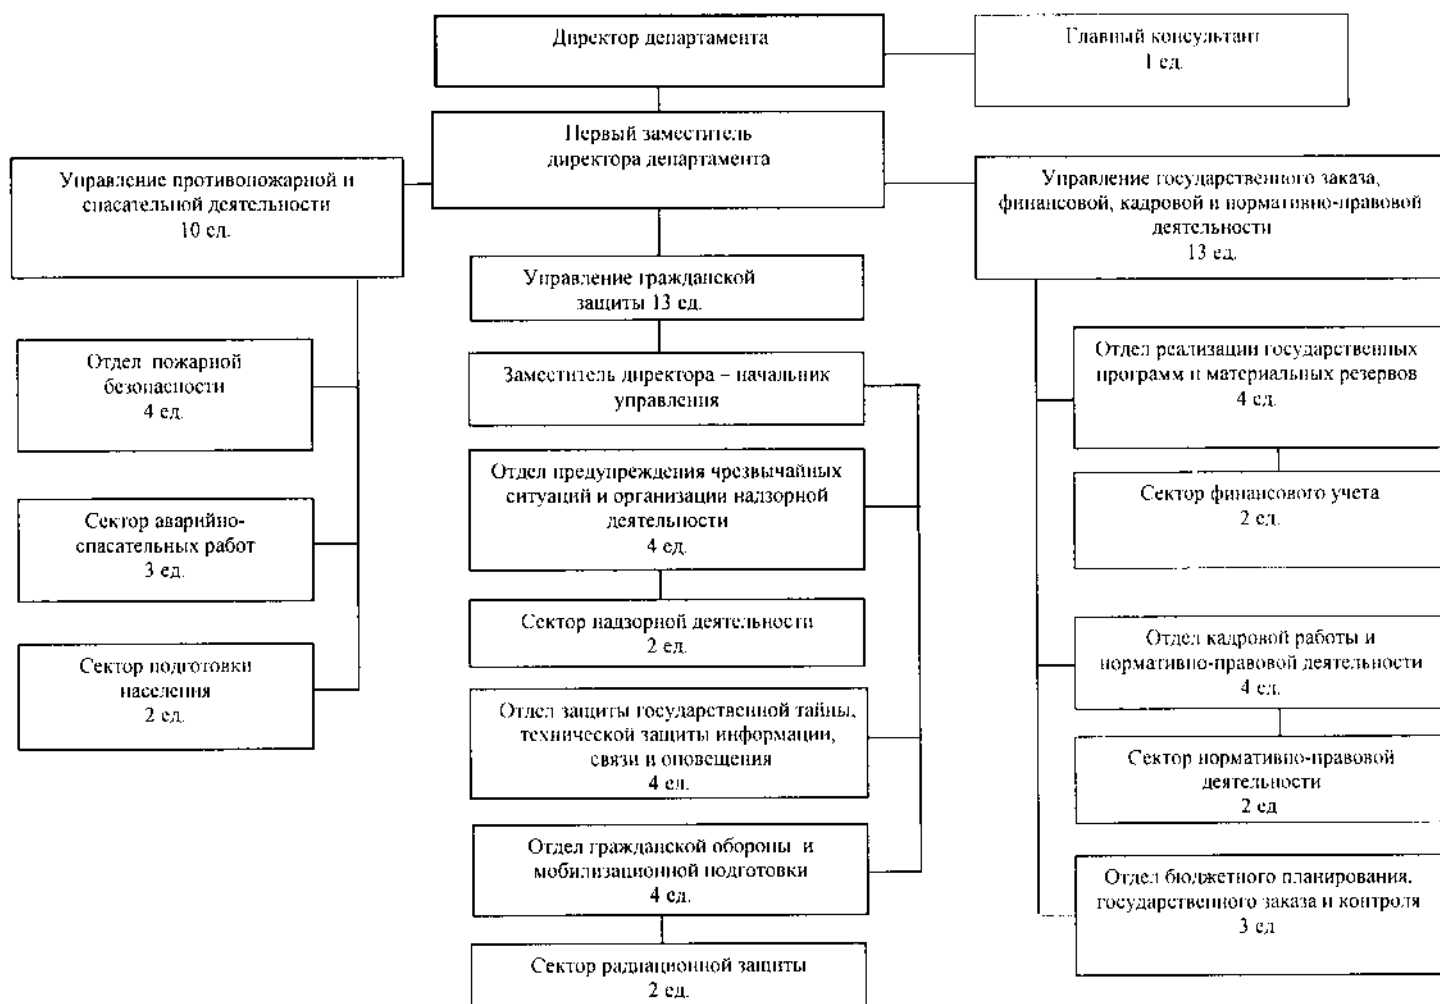 Директор департамента
Главный консультант
1 ед.
Первый заместитель
директора департамента
Управление противопожарной и
спасательной деятельности
10 ед.
Управление государственного заказа,
финансовой, кадровой и нормативно-правовой
деятельности
13 ед.
Управление гражданской
защиты 13 ед.
Отдел пожарной
безопасности
4 ед.
Сектор аварийно-
спасательных работ
3 ед.
Сектор подготовки
населения
2 ед.
Заместитель директора – начальник
управления
Отдел предупреждения чрезвычайных
ситуаций и организации надзорной
деятельности
4 ед.
Сектор надзорной деятельности
2 ед.
Отдел защиты государственной тайны,
технической защиты информации,
связи и оповещения
4 ед.
Отдел гражданской обороны и
мобилизационной подготовки
4 ед.
Сектор радиационной защиты
2 ед.
Отдел реализации государственных
программ и материальных резервов
4 ед.
Сектор финансового учета
2 ед.
Отдел кадровой работы и
нормативно-правовой деятельности
4 ед.
Сектор нормативно-правовой
деятельности
2 ед
Отдел бюджетного планирования,
государственного заказа и контроля
3 ед